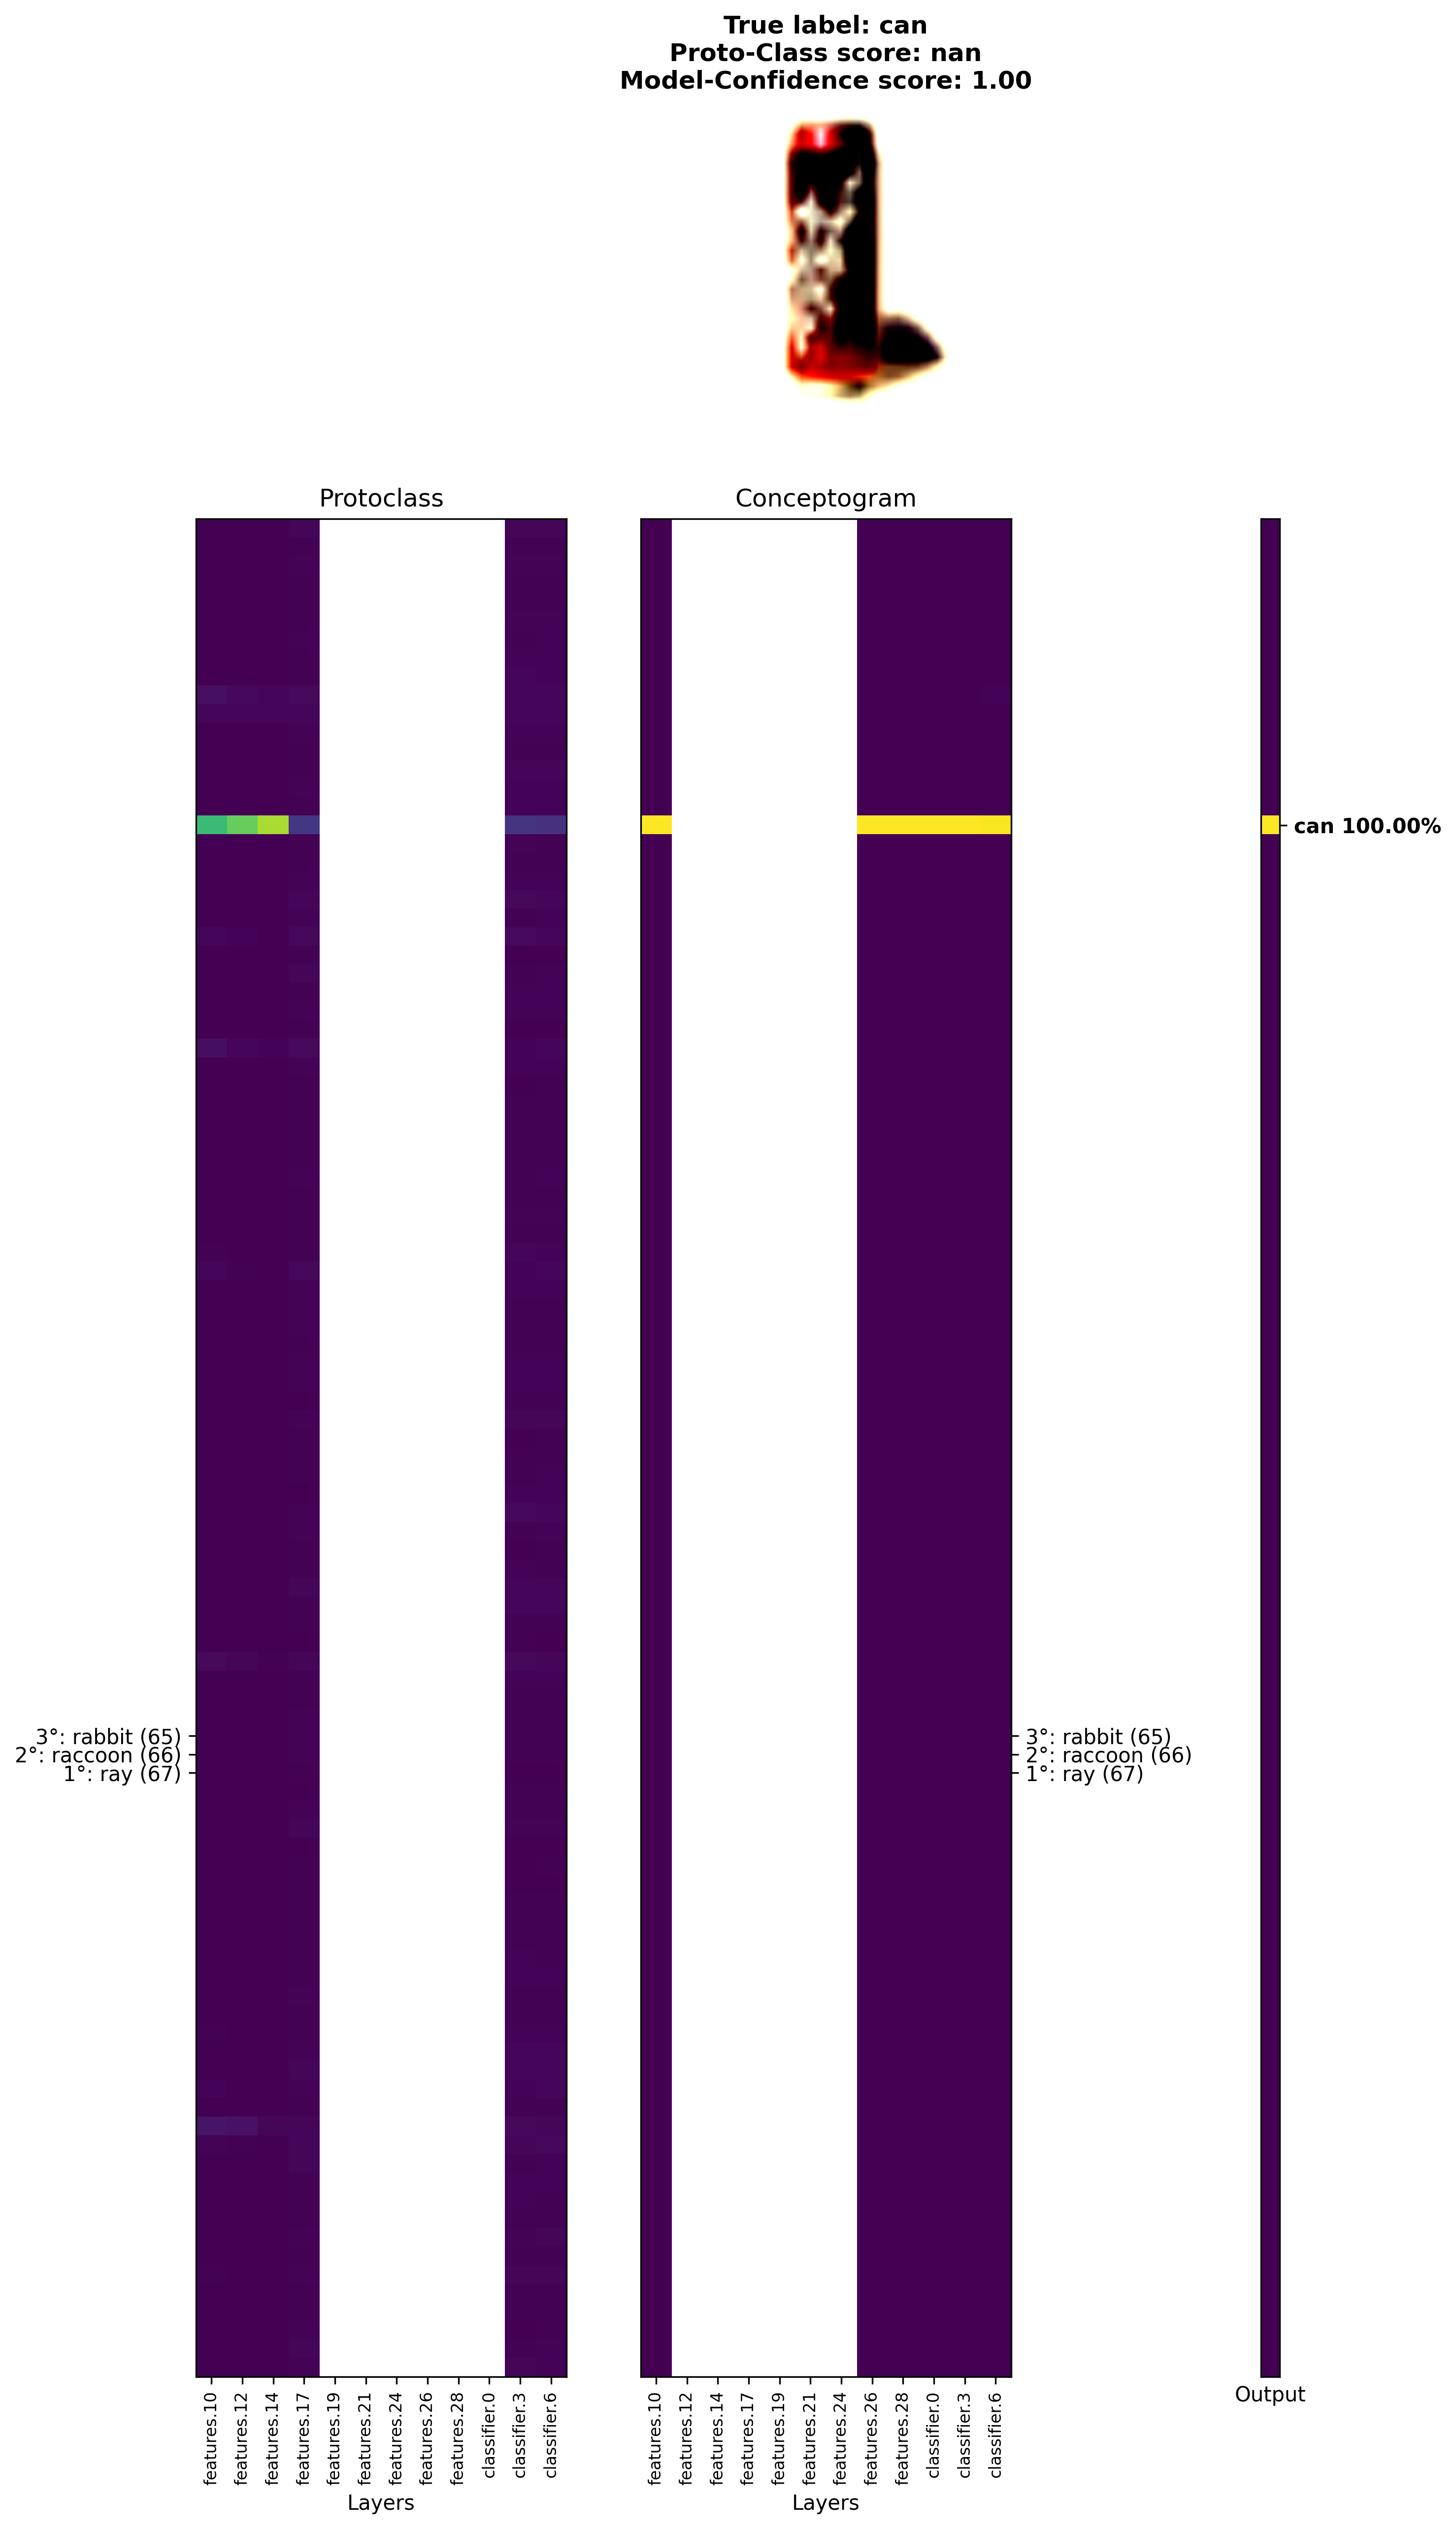 True label: can
Proto-Class score: nan
Model-Confidence score: 1.00
Protoclass
Conceptogram
can 100.00%
3°: rabbit (65)
2°: raccoon (66)
1°: ray (67)
3°: rabbit (65)
2°: raccoon (66)
1°: ray (67)
features.10
features.12
features.14
features.17
features.19
features.21
features.24
features.26
features.28
classifier.0
classifier.3
classifier.6
Layers
features.10
features.12
features.14
features.17
features.19
features.21
features.24
features.26
features.28
classifier.0
classifier.3
classifier.6
Layers
Output